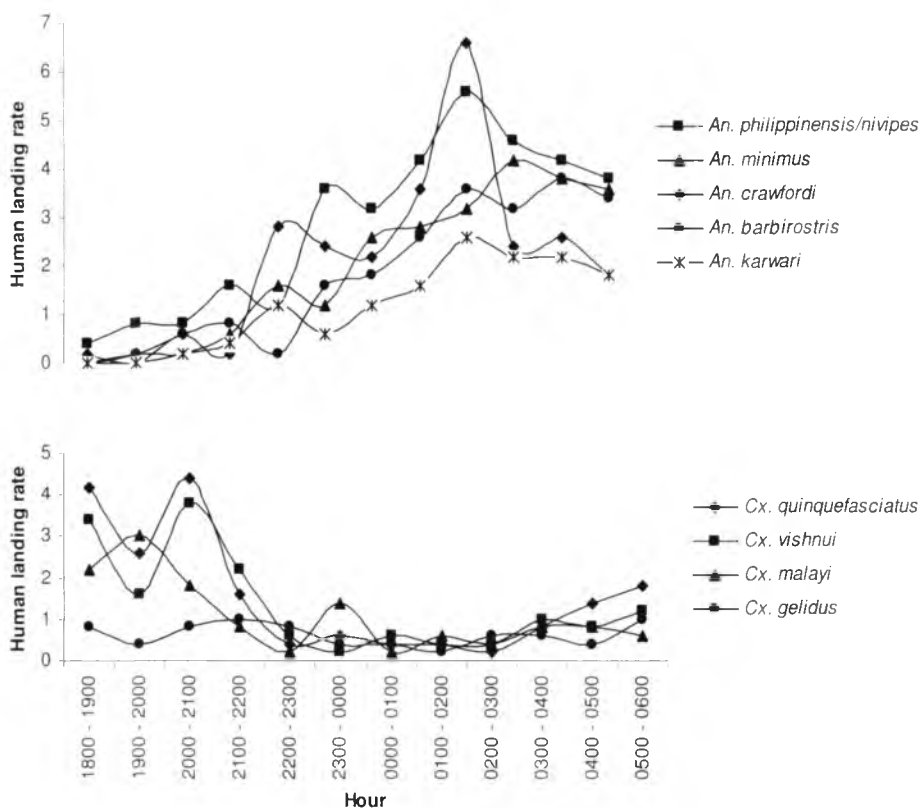 7
6
5
4
3
2
1
0
Human landing rate
An. philippinensis/nivipes
An. minimus
An. crawfordi
An. barbirostris
An. karwari
5
4
3
2
1
0
Human landing rate
Cx. quinquefasciatus
Cx. vishnui
Cx. malayi
Cx. gelidus
1800 - 1900
1900 - 2000
2000 - 2100
2100 - 2200
2200 - 2300
2300 - 0000
0000 - 0100
0100 - 0200
0200 - 0300
0300 - 0400
0400 - 0500
0500 - 0600
Hour